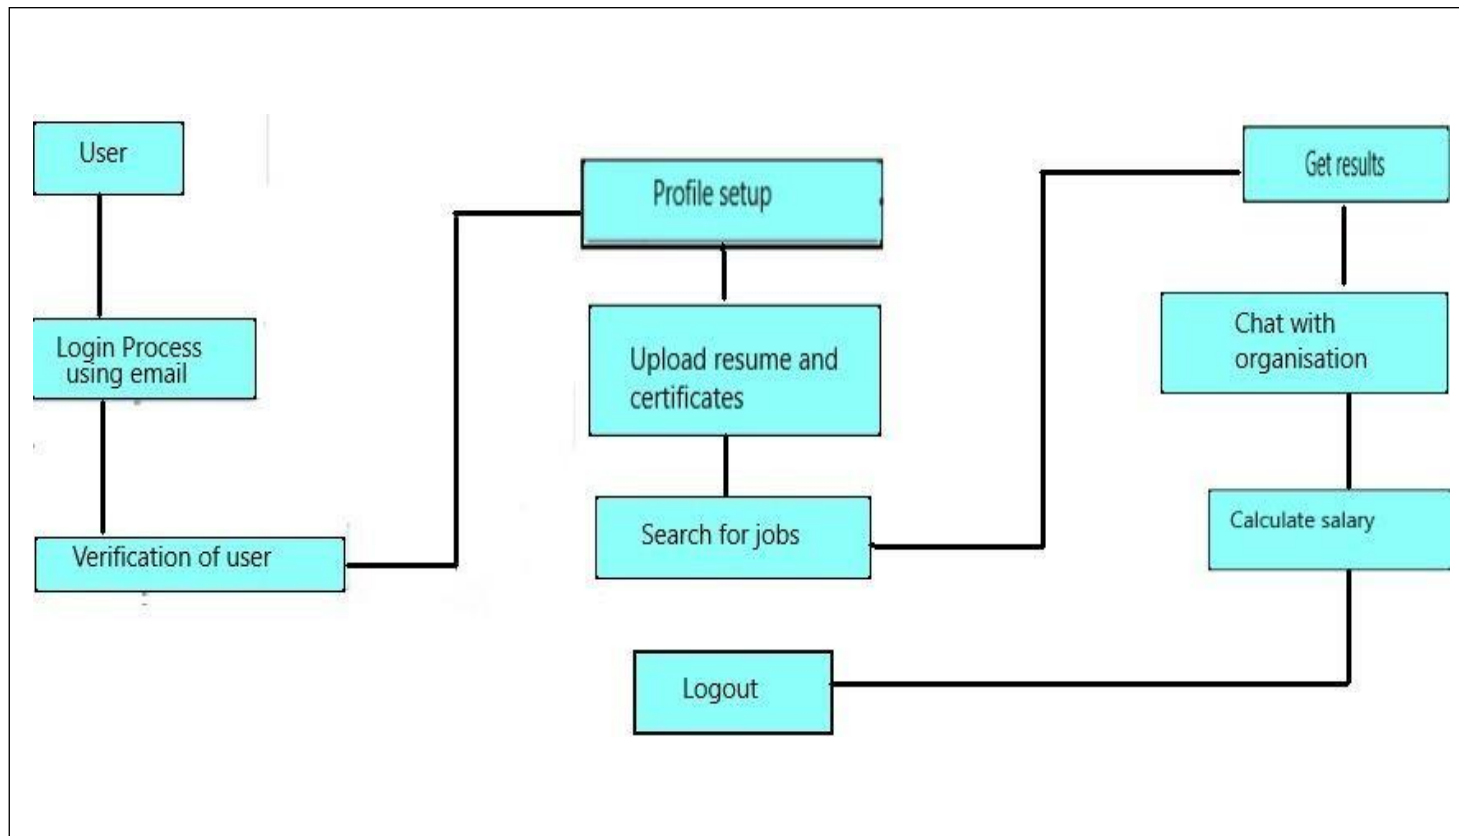 User
Login Process
using email
Verification of user
Profile setup
Upload resume and
certificates
Search for jobs
Get results
Chat with
organisation
Calculate salary
Logout